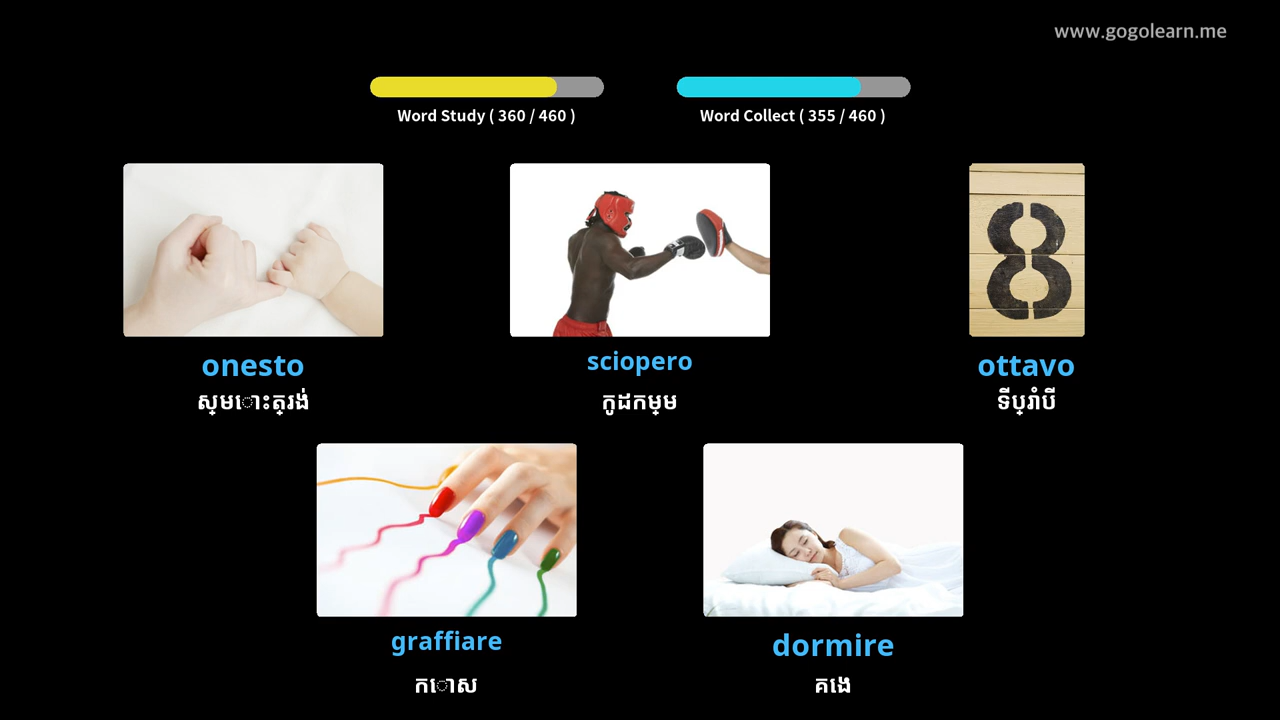 www.gogolearn.me
Word Study ( 360 / 460 )
Word Collect ( 355 / 460 )
onesto
ស្មោះត្រង់
sciopero
កូដកម្ម
ottavo
ទីប្រាំបី
graffiare
កោស
dormire
គេង